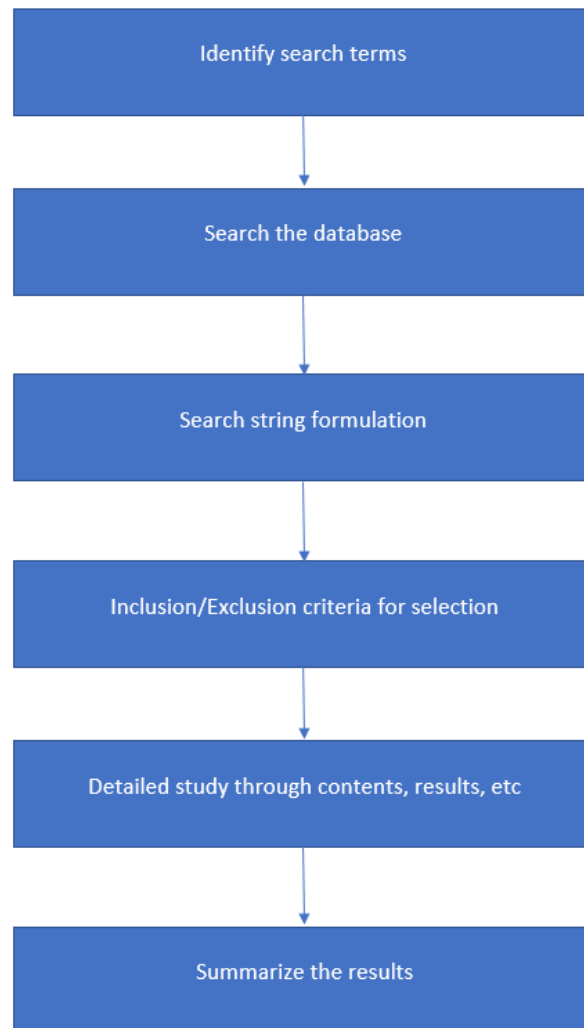 Identify search terms
Search the database
Search string formulation
Inclusion/Exclusion criteria for selection
Detailed study through contents, results, etc
Summarize the results